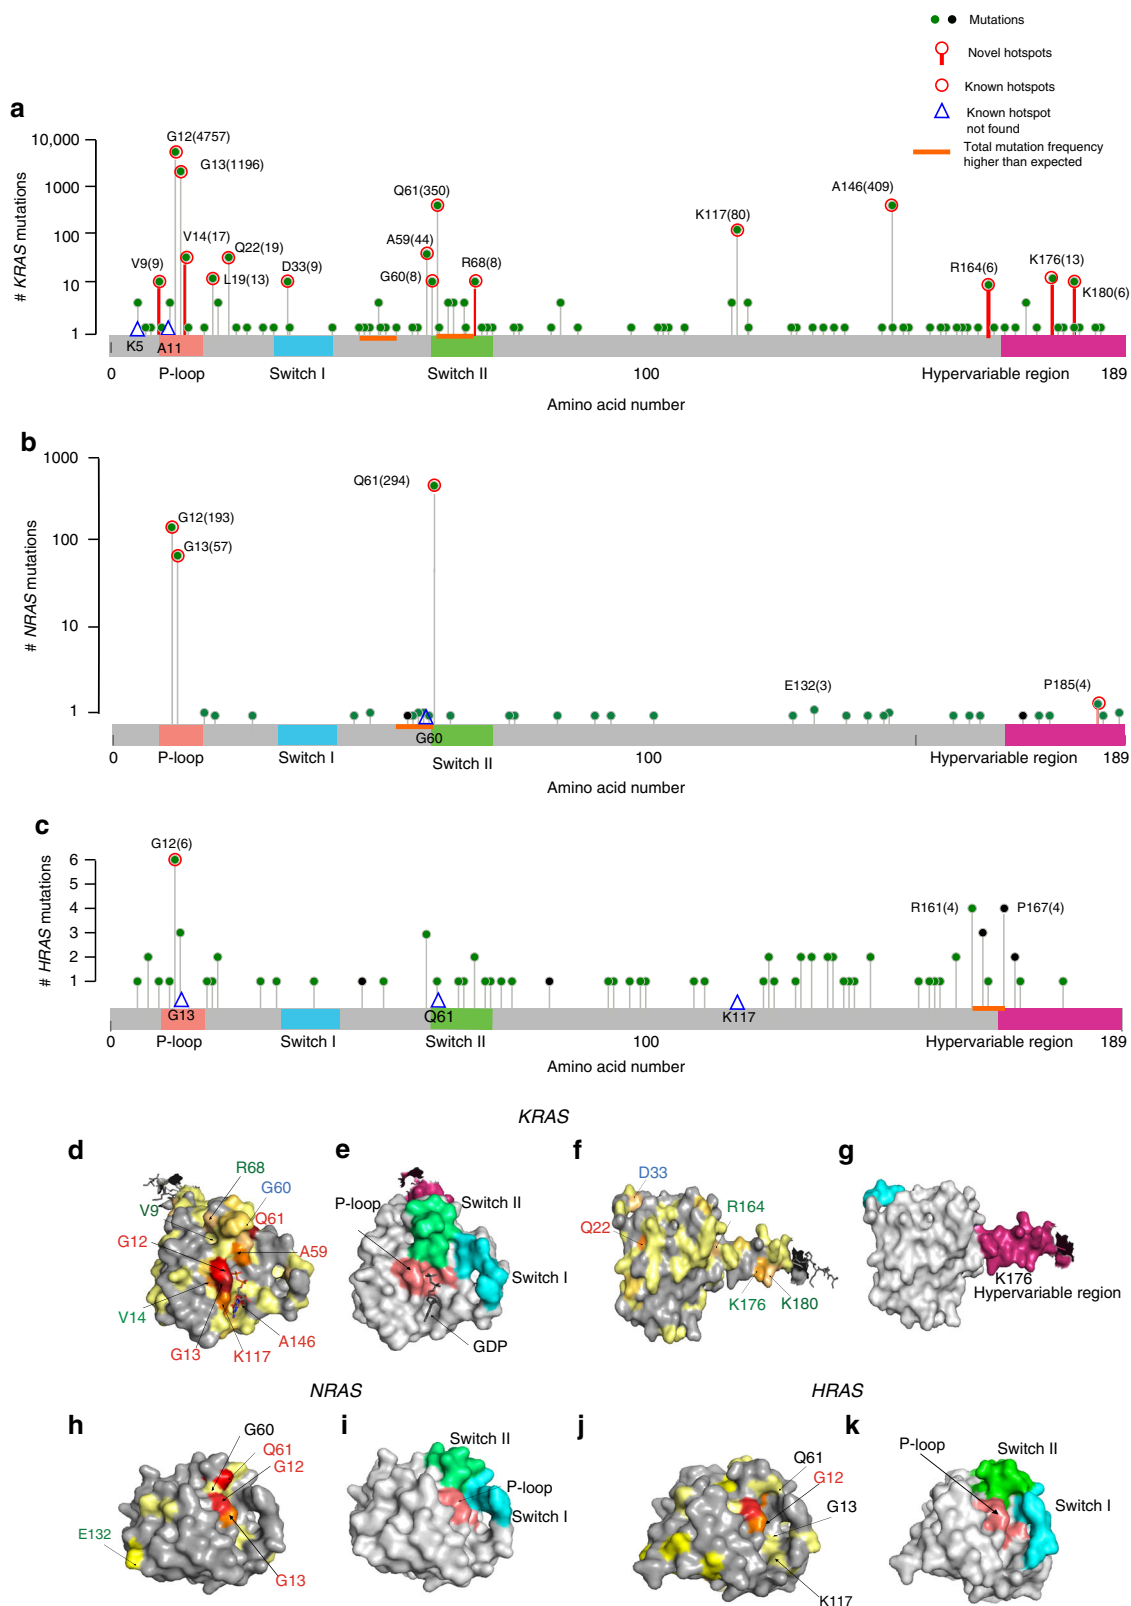 Mutations
Novel hotspots
Known hotspots
Known hotspot
not found
Total mutation frequency
higher than expected
a
# KRAS mutations
10,000
1000
100
10
1
G12(4757)
G13(1196)
V14(17)
Q22(19)
V9(9)
L19(13)
D33(9)
Q61(350)
A59(44)
G60(8)
R68(8)
K117(80)
A146(409)
R164(6)
K176(13)
K180(6)
K5
A11
0
P-loop
Switch I
Switch II
100
Hypervariable region
189
Amino acid number
b
# NRAS mutations
1000
100
10
1
G12(193)
G13(57)
Q61(294)
E132(3)
P185(4)
G60
0
P-loop
Switch I
Switch II
100
Hypervariable region
189
Amino acid number
c
# HRAS mutations
6
5
4
3
2
1
G12(6)
R161(4)
P167(4)
G13
Q61
K117
0
P-loop
Switch I
Switch II
100
Hypervariable region
189
Amino acid number
KRAS
d
R68
V9
G60
Q61
G12
A59
V14
G13
K117
A146
e
P-loop
Switch II
Switch I
GDP
f
D33
Q22
R164
K176
K180
g
K176
Hypervariable region
NRAS
HRAS
h
G60
Q61
G12
E132
G13
i
Switch II
P-loop
Switch I
j
Q61
G12
G13
K117
k
P-loop
Switch II
Switch I